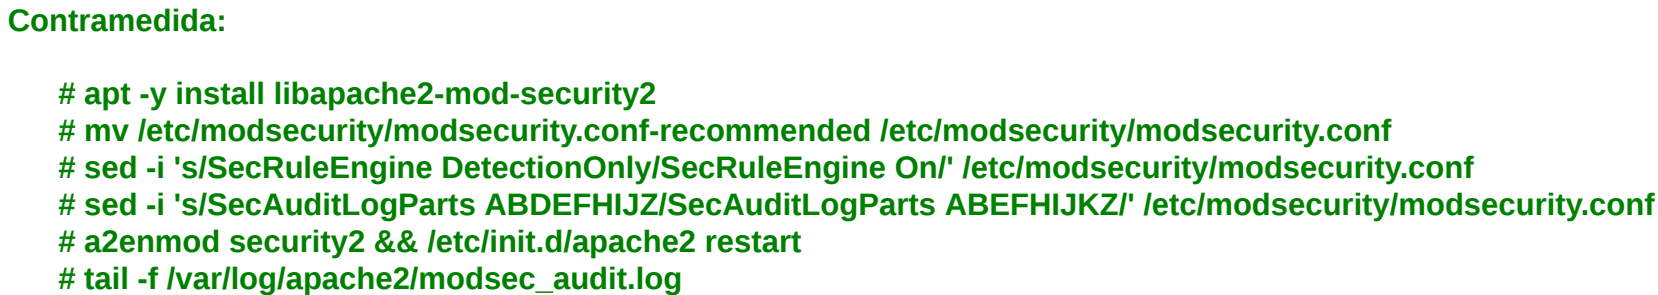 Contramedida:
# apt -y install libapache2-mod-security2
# mv /etc/modsecurity/modsecurity.conf-recommended /etc/modsecurity/modsecurity.conf
# sed -i 's/SecRuleEngine DetectionOnly/SecRuleEngine On/' /etc/modsecurity/modsecurity.conf
# sed -i 's/SecAuditLogParts ABDEFHIJZ/SecAuditLogParts ABEFHIJKZ/' /etc/modsecurity/modsecurity.conf
# a2enmod security2 && /etc/init.d/apache2 restart
# tail -f /var/log/apache2/modsec_audit.log